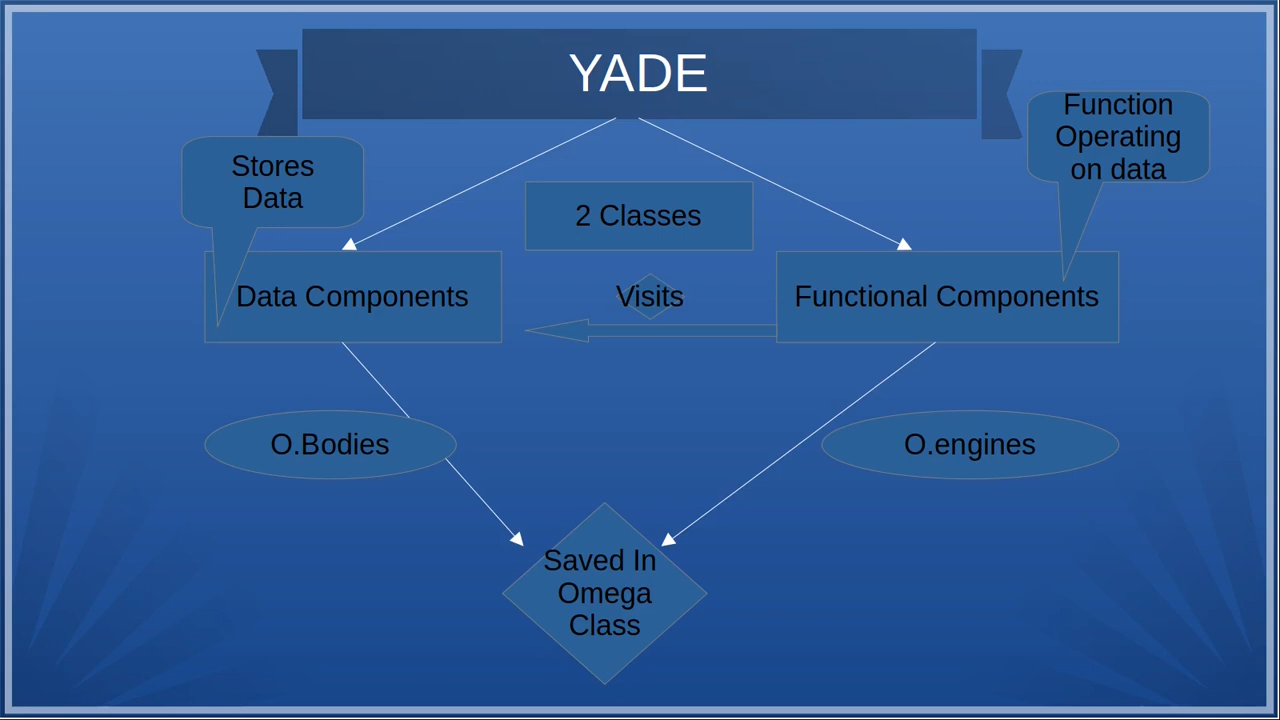 YADE
Function
Operating
on data
Stores
Data
2 Classes
Data Components
Visits
Functional Components
O.Bodies
O.engines
Saved In
Omega
Class